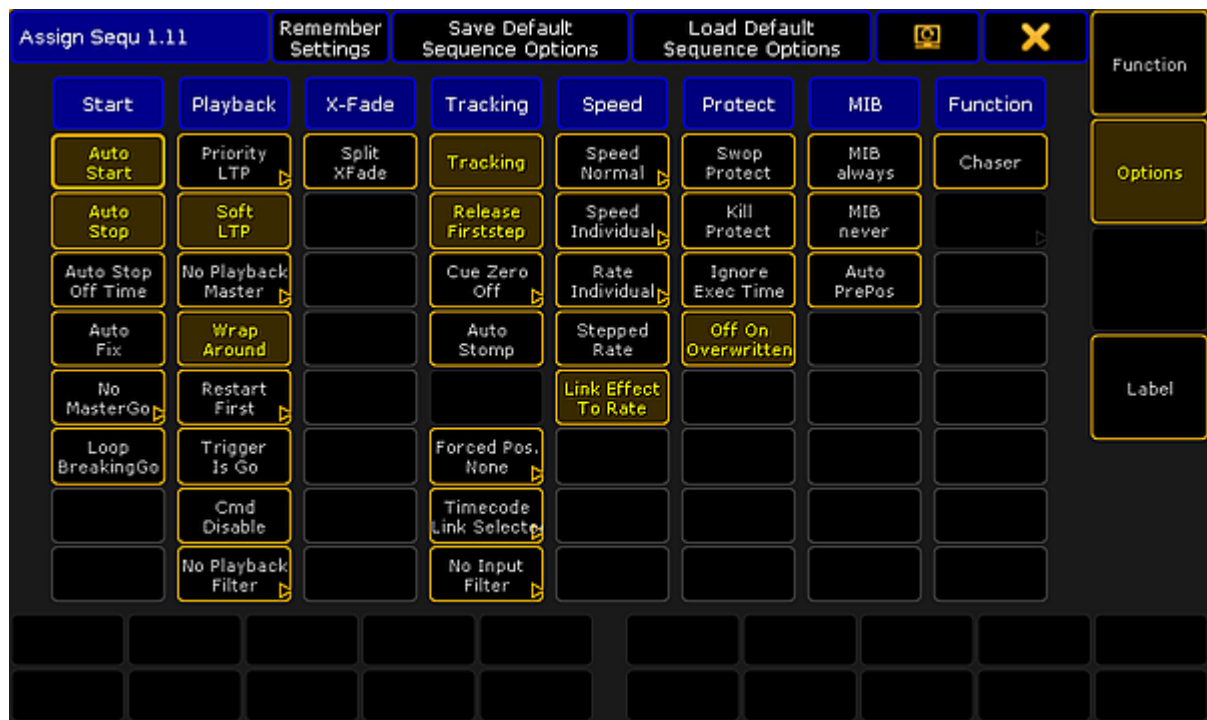 Assign Sequ 1.11
Remember
Settings
Save Default
Sequence Options
Load Default
Sequence Options
Function
Start
Playback
X-Fade
Tracking
Speed
Protect
MIB
Function
Auto
Start
Priority
LTP
Split
XFade
Tracking
Speed
Normal
Swop
Protect
MIB
always
Chaser
Options
Auto
Stop
Soft
LTP
Release
Firststep
Speed
Individual
Kill
Protect
MIB
never
Auto Stop
Off Time
No Playback
Master
Cue Zero
Off
Rate
Individual
Ignore
Exec Time
Auto
PrePos
Auto
Fix
Wrap
Around
Auto
Stomp
Stepped
Rate
Off On
Overwritten
No
MasterGo
Restart
First
Link Effect
To Rate
Label
Loop
BreakingGo
Trigger
Is Go
Forced Pos.
None
Cmd
Disable
Timecode
Link Selecte
No Playback
Filter
No Input
Filter